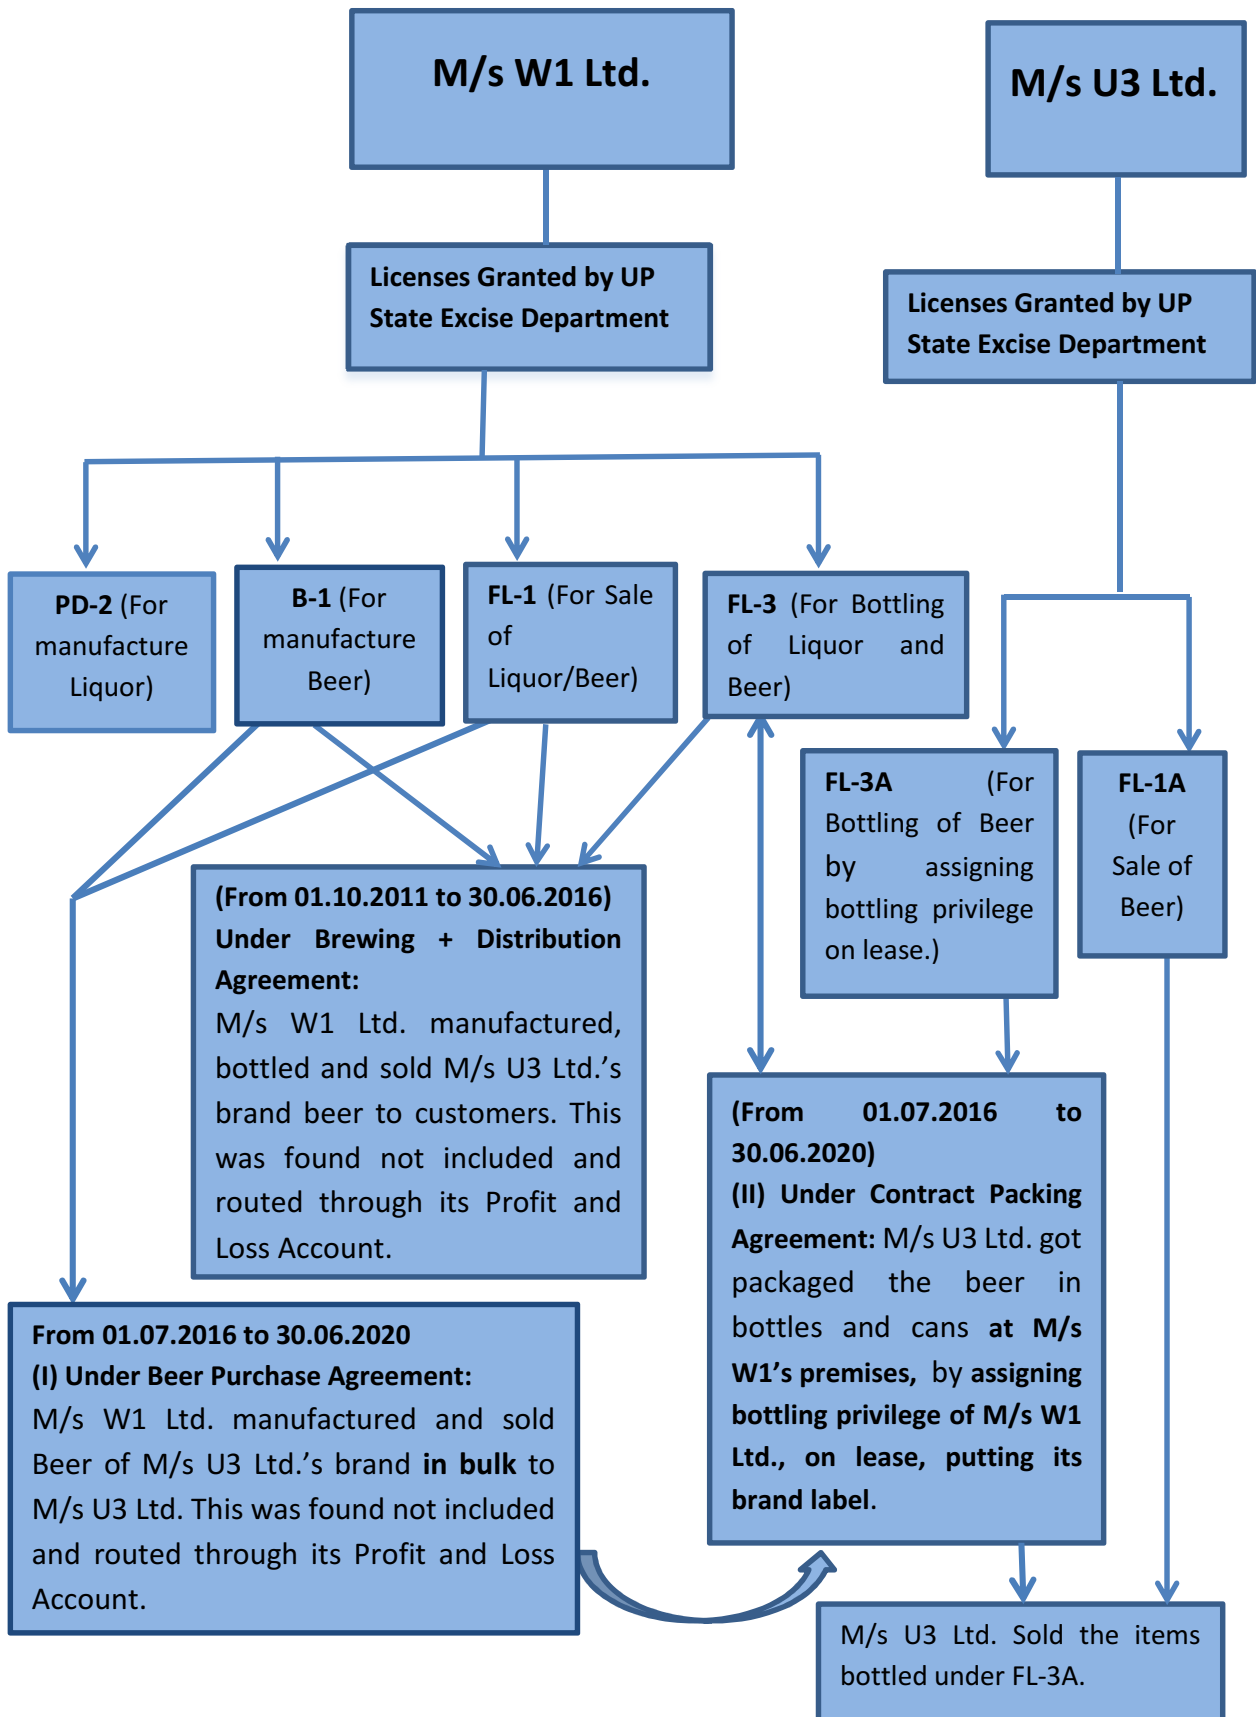 M/s W1 Ltd.
M/s U3 Ltd.
Licenses Granted by UP
State Excise Department
Licenses Granted by UP
State Excise Department
PD-2 (For
manufacture
Liquor)
B-1 (For
manufacture
Beer)
FL-1 (For Sale
of
Liquor/Beer)
FL-3 (For Bottling
of Liquor and
Beer)
FL-3A (For
Bottling of Beer
by assigning
bottling privilege
on lease.)
FL-1A
(For
Sale of
Beer)
(From 01.10.2011 to 30.06.2016)
Under Brewing + Distribution
Agreement:
M/s W1 Ltd. manufactured,
bottled and sold M/s U3 Ltd.’s
brand beer to customers. This
was found not included and
routed through its Profit and
Loss Account.
(From 01.07.2016 to
30.06.2020)
(II) Under Contract Packing
Agreement: M/s U3 Ltd. got
packaged the beer in
bottles and cans at M/s
W1’s premises, by assigning
bottling privilege of M/s W1
Ltd., on lease, putting its
brand label.
From 01.07.2016 to 30.06.2020
(I) Under Beer Purchase Agreement:
M/s W1 Ltd. manufactured and sold
Beer of M/s U3 Ltd.’s brand in bulk to
M/s U3 Ltd. This was found not included
and routed through its Profit and Loss
Account.
M/s U3 Ltd. Sold the items
bottled under FL-3A.